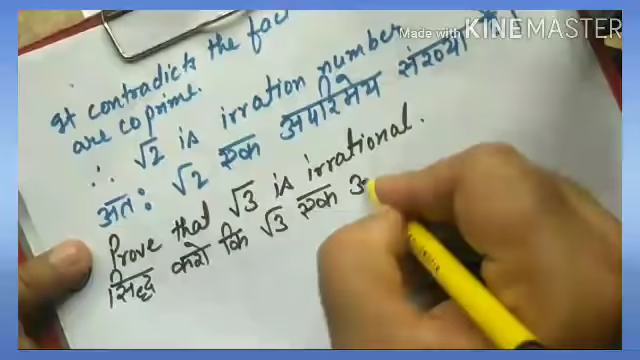 Made with KINEMASTER
It contradicts the fac
are coprime.
∴ √2 is irration number
अतः √2 एक अपरिमेय संख्या
Prove that √3 is irrational.
सिद्ध करो कि √3 एक अ